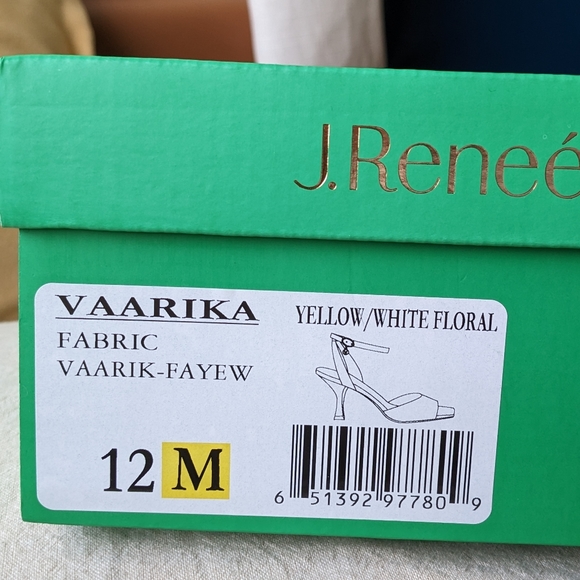 J.Reneé
VAARIKA
YELLOW/WHITE FLORAL
FABRIC
VAARIK-FAYEW
12 M
6 51392 97780 9